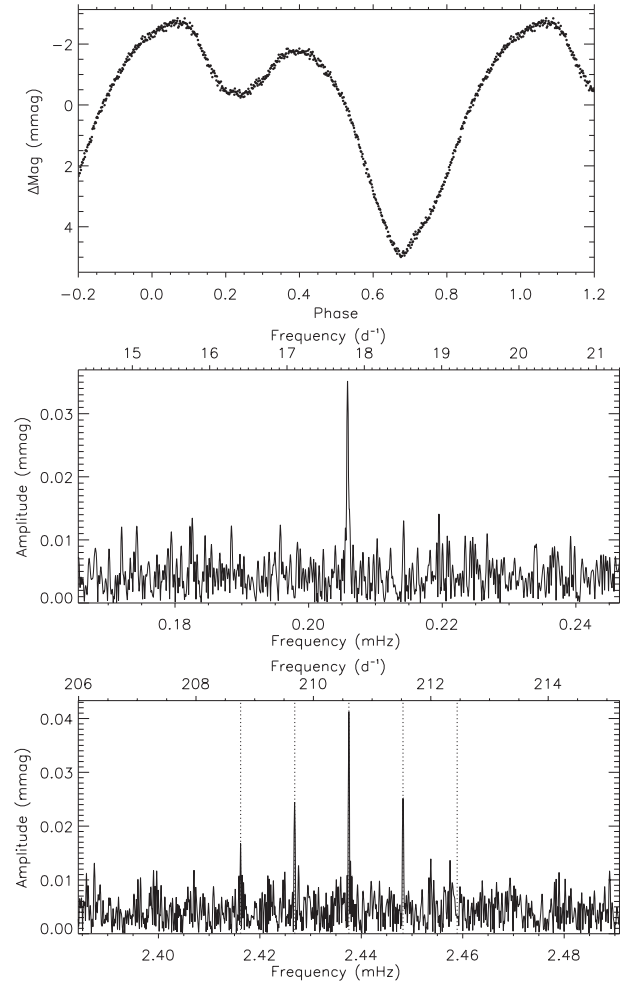 −2
0
2
4
ΔMag (mmag)
−0.2 0.0 0.2 0.4 0.6 0.8 1.0 1.2
Phase
Frequency (d⁻¹)
15 16 17 18 19 20 21
0.03
0.02
0.01
0.00
Amplitude (mmag)
0.18 0.20 0.22 0.24
Frequency (mHz)
Frequency (d⁻¹)
206 208 210 212 214
0.04
0.03
0.02
0.01
0.00
Amplitude (mmag)
2.40 2.42 2.44 2.46 2.48
Frequency (mHz)